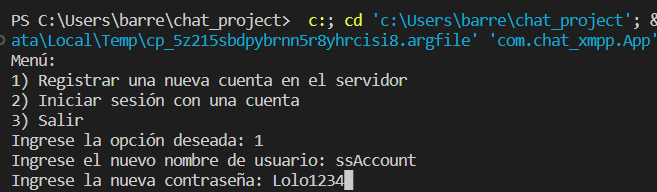 PS C:\Users\barre\chat_project>  c:; cd 'c:\Users\barre\chat_project'; &
ata\Local\Temp\cp_5z215sbdpybrnn5r8yhrcisi8.argfile' 'com.chat_xmpp.App'
Menú:
1) Registrar una nueva cuenta en el servidor
2) Iniciar sesión con una cuenta
3) Salir
Ingrese la opción deseada: 1
Ingrese el nuevo nombre de usuario: ssAccount
Ingrese la nueva contraseña: Lolo1234